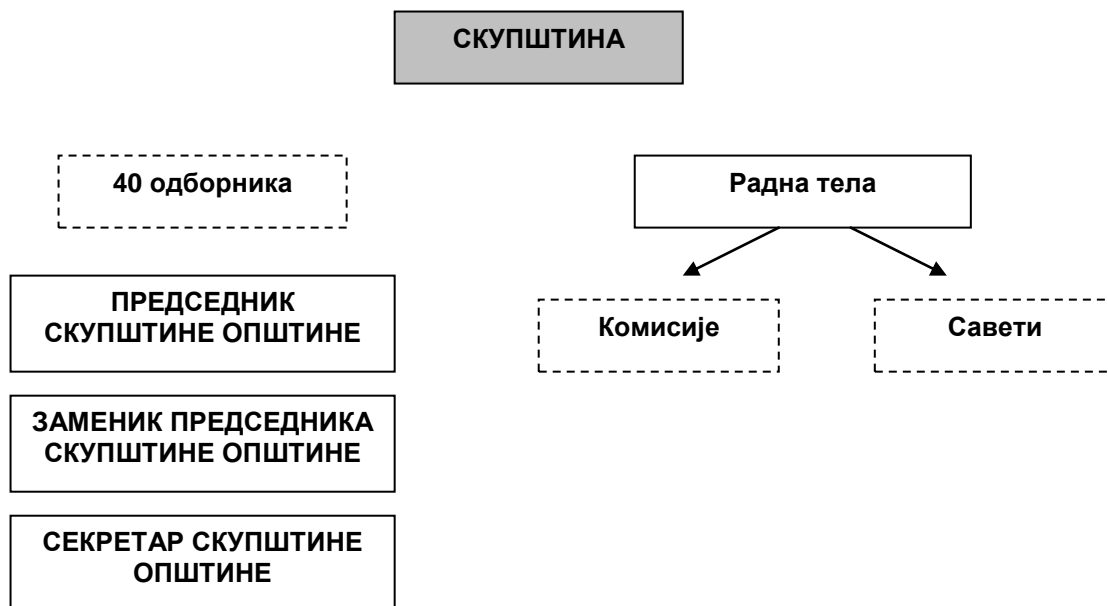 СКУПШТИНА
40 одборника
Радна тела
ПРЕДСЕДНИК
СКУПШТИНЕ ОПШТИНЕ
Комисије
Савети
ЗАМЕНИК ПРЕДСЕДНИКА
СКУПШТИНЕ ОПШТИНЕ
СЕКРЕТАР СКУПШТИНЕ
ОПШТИНЕ